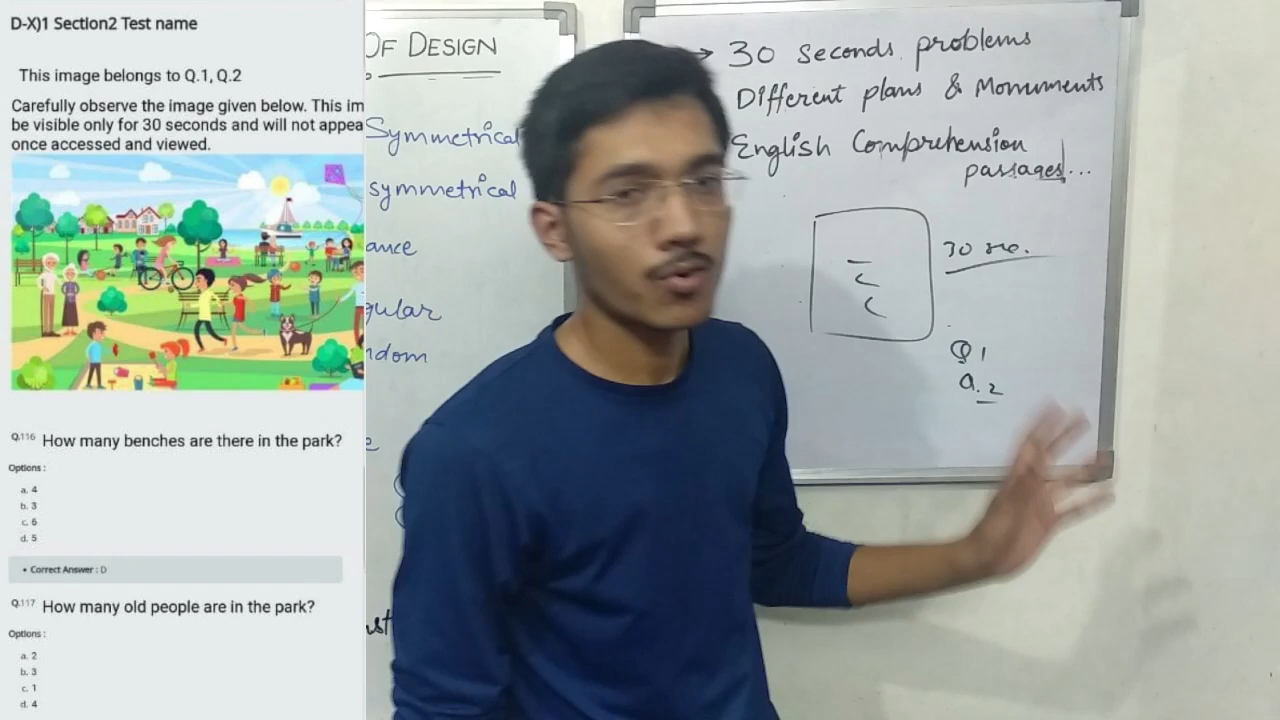 D-X)1 Section2 Test name
This image belongs to Q.1, Q.2
Carefully observe the image given below. This im
be visible only for 30 seconds and will not appea
once accessed and viewed.
Q.116 How many benches are there in the park?
Options :
a. 4
b. 3
c. 6
d. 5
• Correct Answer : D
Q.117 How many old people are in the park?
Options :
a. 2
b. 3
c. 1
d. 4
OF DESIGN
Symmetrical
symmetrical
ance
gular
ndom
→ 30 seconds problems
Different plans & Monuments
English Comprehension
passages...
30 sec.
Q 1
Q.2